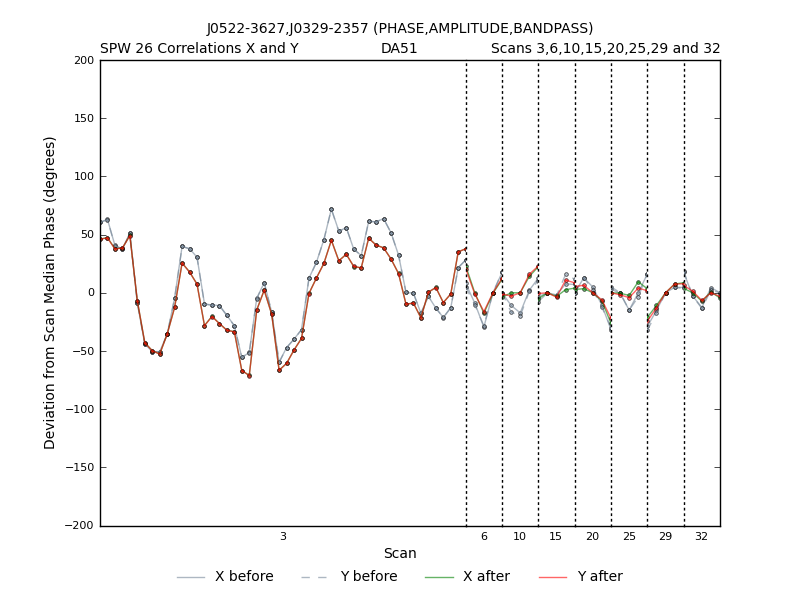 J0522-3627,J0329-2357 (PHASE,AMPLITUDE,BANDPASS)
SPW 26 Correlations X and Y DA51 Scans 3,6,10,15,20,25,29 and 32
Deviation from Scan Median Phase (degrees)
200
150
100
50
0
−50
−100
−150
−200
3 6 10 15 20 25 29 32
Scan
X before Y before X after Y after